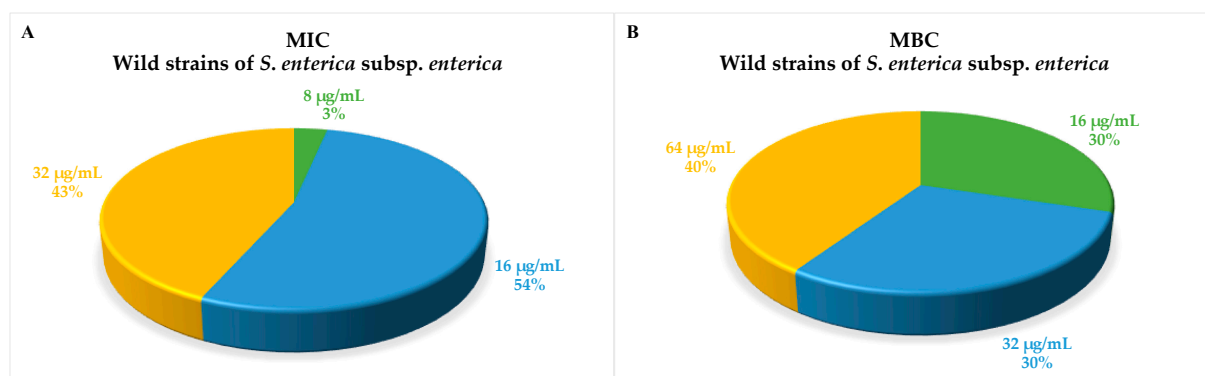 A
MIC
Wild strains of S. enterica subsp. enterica
8 µg/mL
3%
32 µg/mL
43%
16 µg/mL
54%
B
MBC
Wild strains of S. enterica subsp. enterica
16 µg/mL
30%
64 µg/mL
40%
32 µg/mL
30%